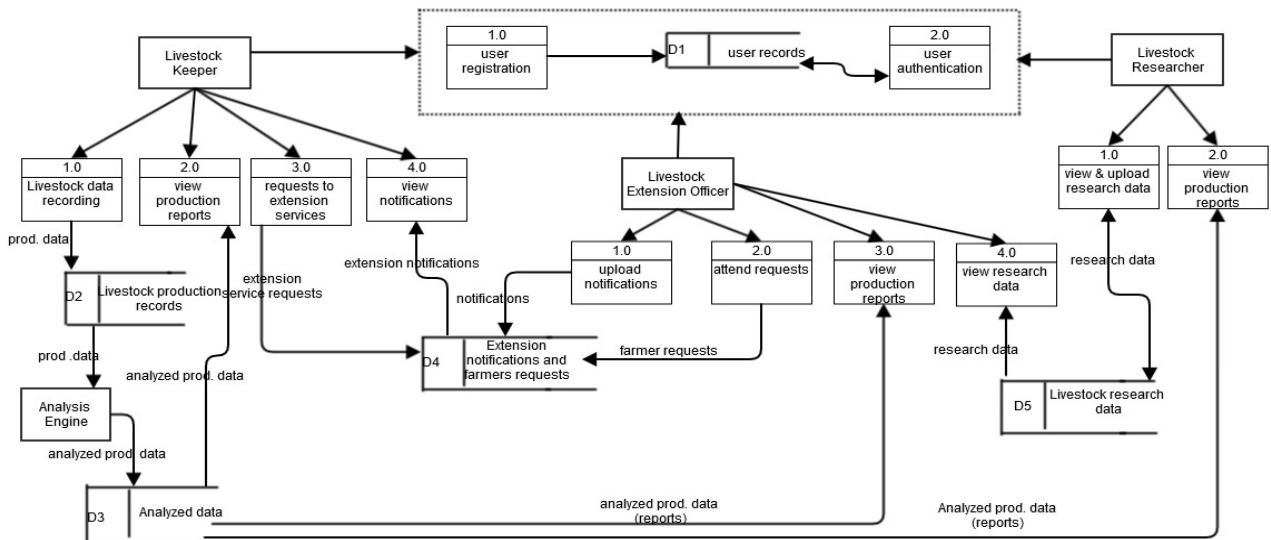 1.0
user
registration
D1
user records
2.0
user
authentication
Livestock
Keeper
Livestock
Researcher
1.0
Livestock data
recording
2.0
view
production
reports
3.0
requests to
extension
services
4.0
view
notifications
Livestock
Extension Officer
1.0
view & upload
research data
2.0
view
production
reports
prod. data
D2
Livestock production
records
extension
service requests
extension notifications
notifications
1.0
upload
notifications
2.0
attend requests
3.0
view
production
reports
4.0
view research
data
research data
prod .data
analyzed prod. data
D4
Extension
notifications and
farmers requests
farmer requests
research data
D5
Livestock research
data
Analysis
Engine
analyzed prod. data
D3
Analyzed data
analyzed prod. data
(reports)
Analyzed prod. data
(reports)